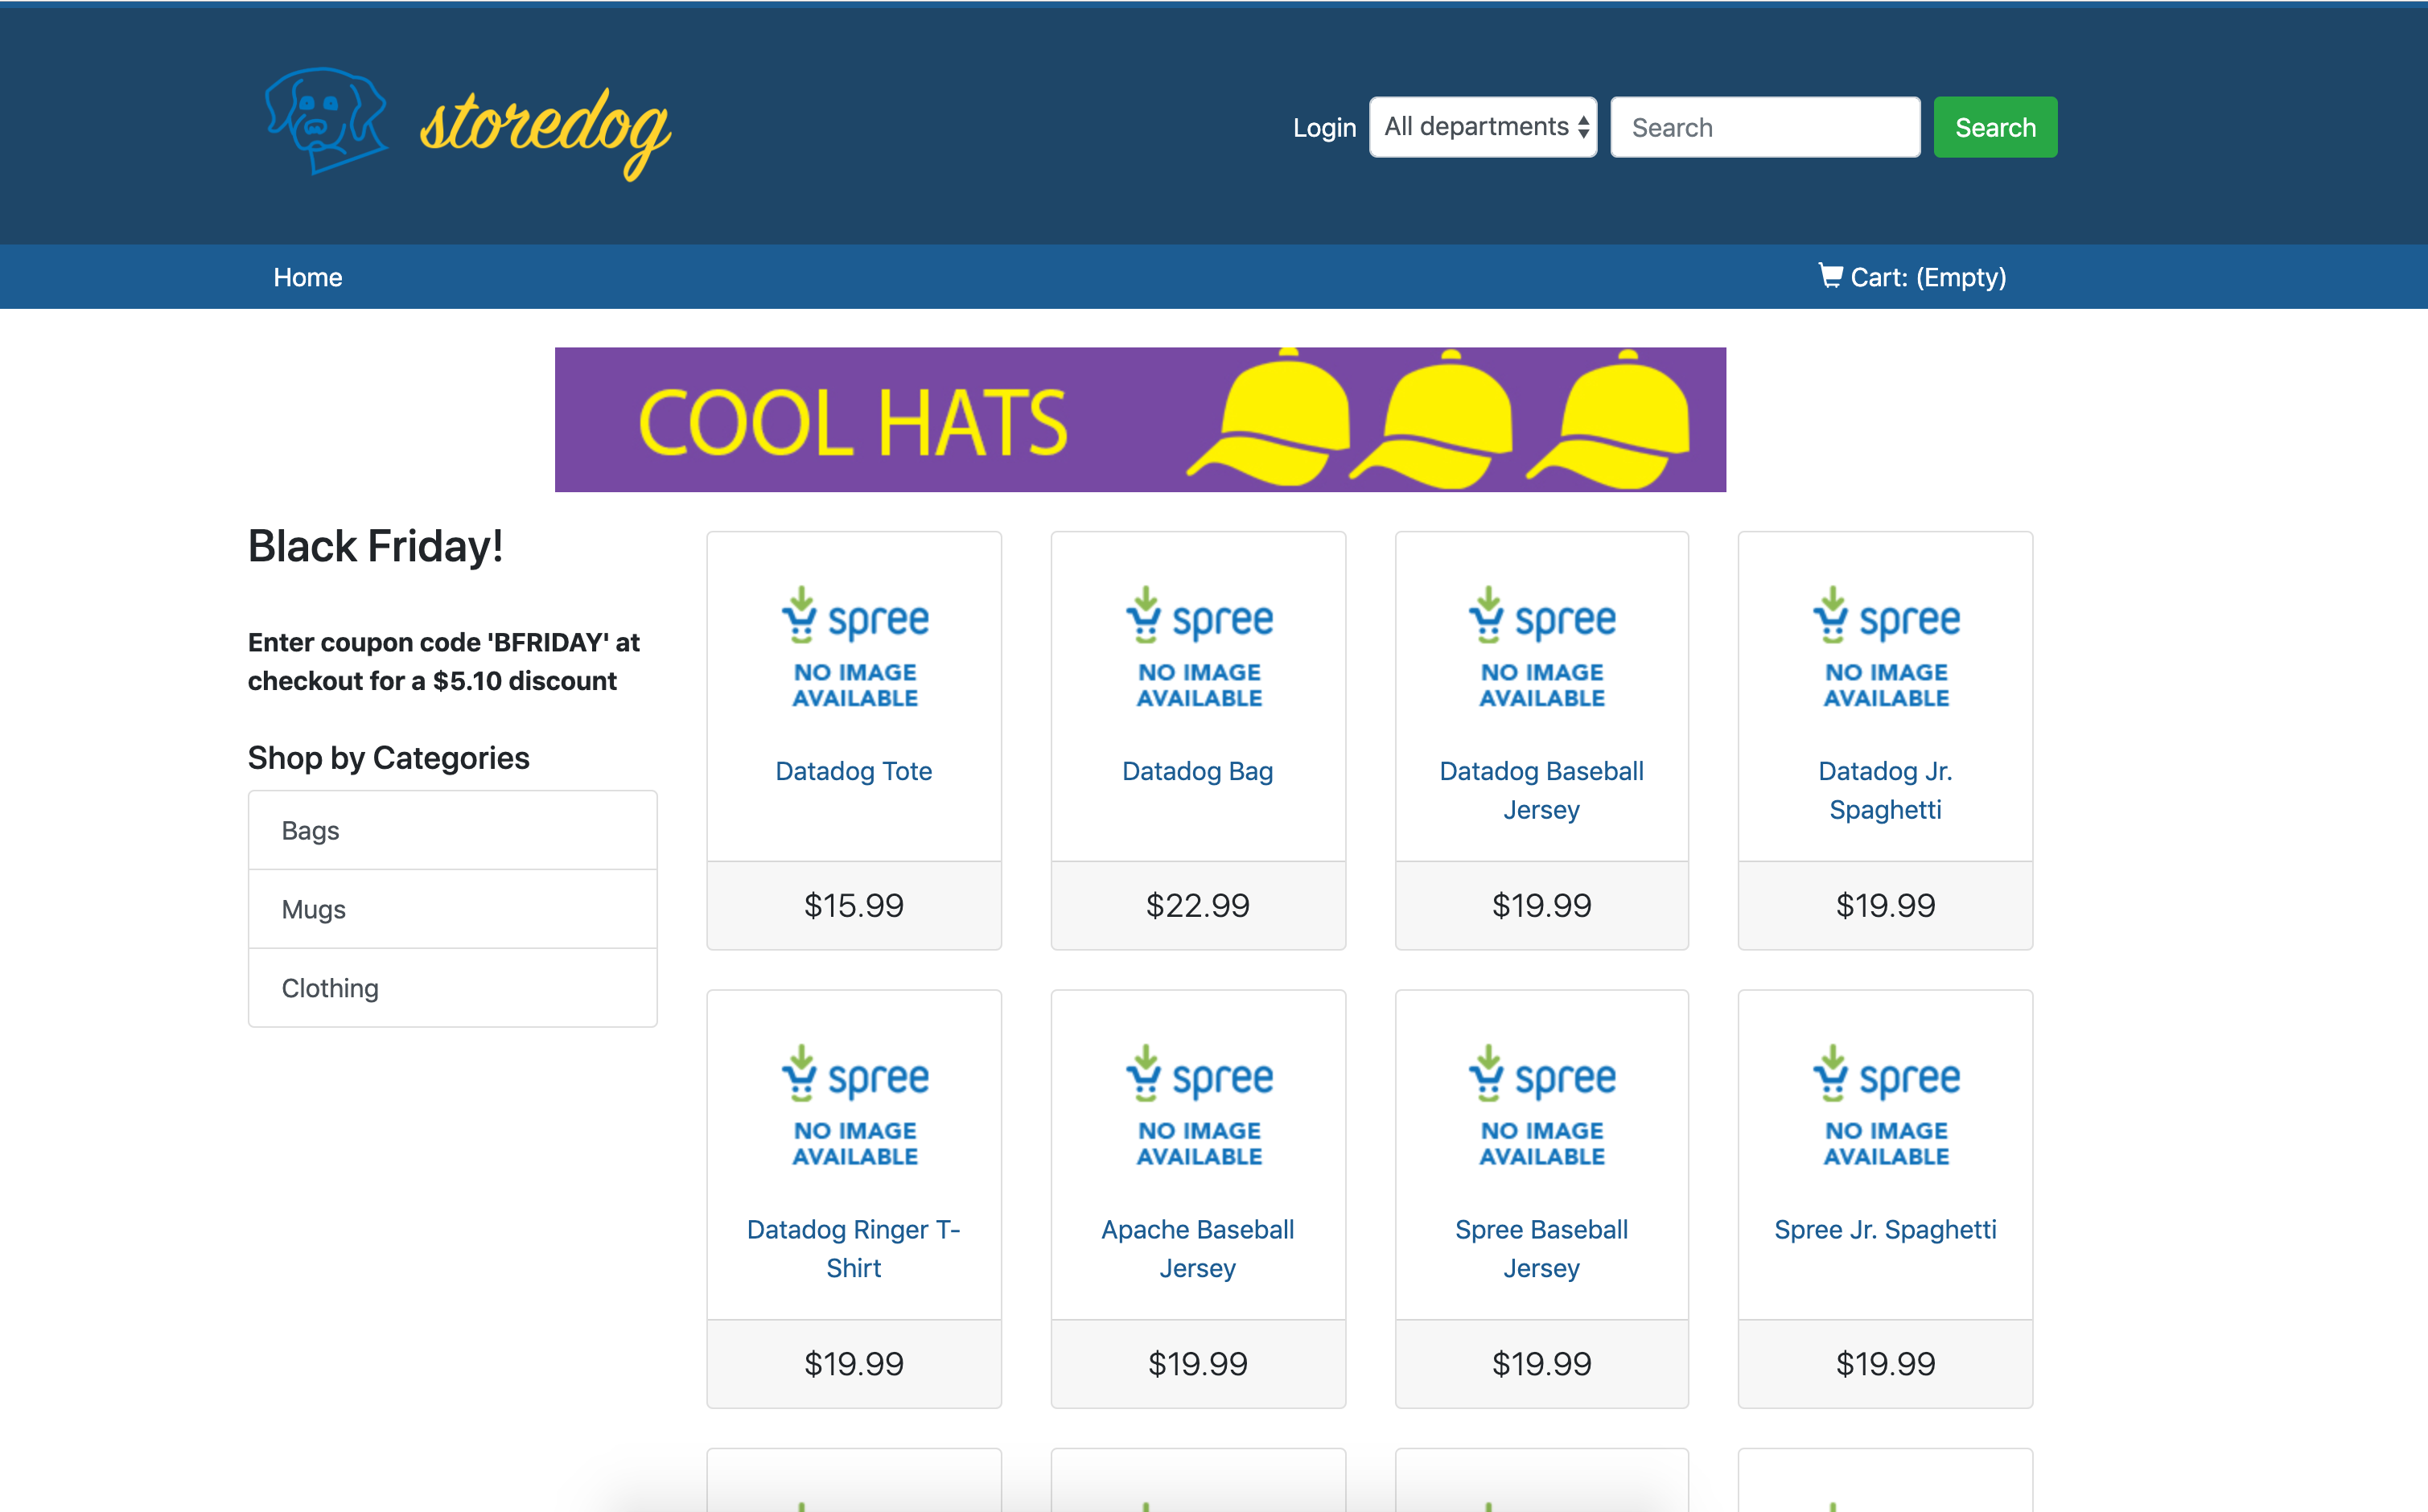 storedog
Login
All departments
Search
Search
Home
Cart: (Empty)
COOL HATS
Black Friday!
Enter coupon code 'BFRIDAY' at
checkout for a $5.10 discount
Shop by Categories
Bags
Mugs
Clothing
spree
NO IMAGE
AVAILABLE
Datadog Tote
$15.99
spree
NO IMAGE
AVAILABLE
Datadog Bag
$22.99
spree
NO IMAGE
AVAILABLE
Datadog Baseball
Jersey
$19.99
spree
NO IMAGE
AVAILABLE
Datadog Jr.
Spaghetti
$19.99
spree
NO IMAGE
AVAILABLE
Datadog Ringer T-
Shirt
$19.99
spree
NO IMAGE
AVAILABLE
Apache Baseball
Jersey
$19.99
spree
NO IMAGE
AVAILABLE
Spree Baseball
Jersey
$19.99
spree
NO IMAGE
AVAILABLE
Spree Jr. Spaghetti
$19.99